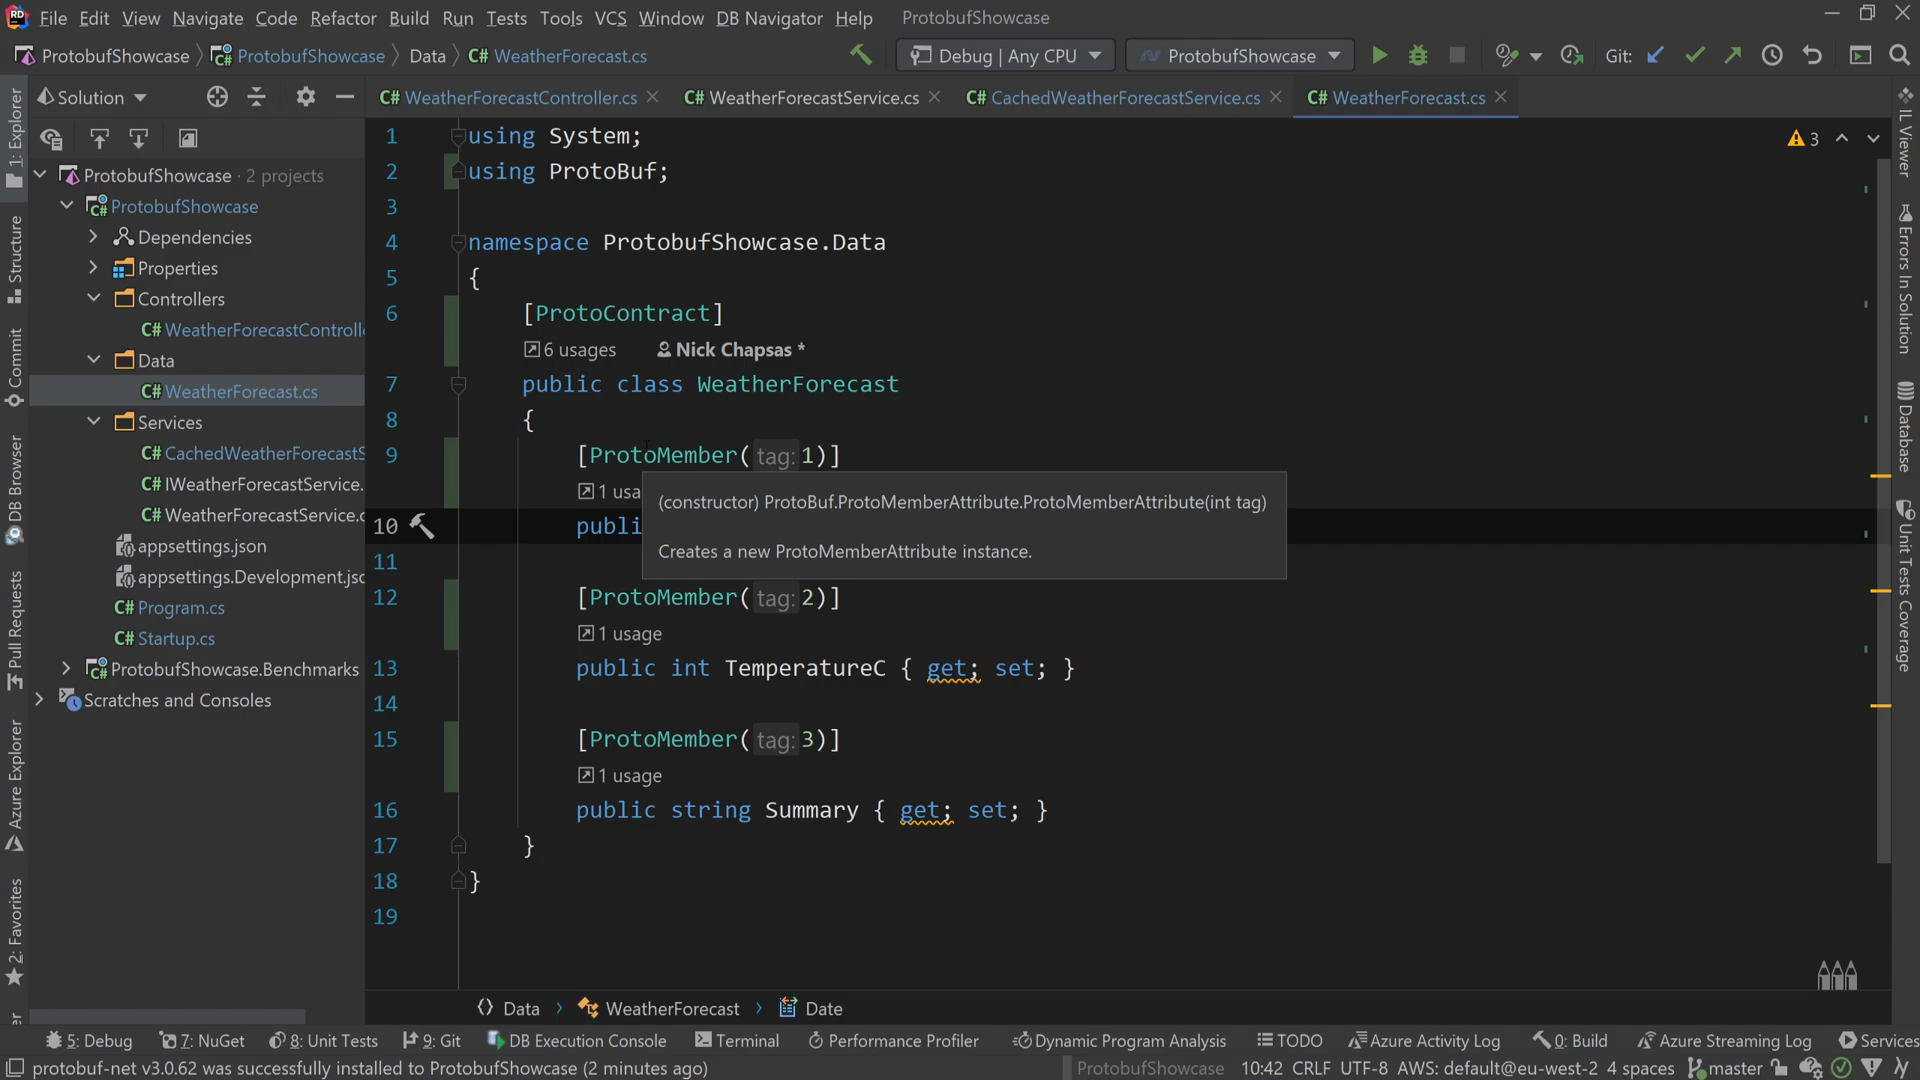 File Edit View Navigate Code Refactor Build Run Tests Tools VCS Window DB Navigator Help ProtobufShowcase
ProtobufShowcase ProtobufShowcase Data C# WeatherForecast.cs Debug | Any CPU ProtobufShowcase Git:
Solution
C# WeatherForecastController.cs C# WeatherForecastService.cs C# CachedWeatherForecastService.cs C# WeatherForecast.cs
ProtobufShowcase · 2 projects
C# ProtobufShowcase
Dependencies
Properties
Controllers
C# WeatherForecastControlle
Data
C# WeatherForecast.cs
Services
C# CachedWeatherForecastS
C# IWeatherForecastService.
C# WeatherForecastService.c
appsettings.json
appsettings.Development.jsc
C# Program.cs
C# Startup.cs
C# ProtobufShowcase.Benchmarks
Scratches and Consoles
1: Explorer
Structure
Commit
DB Browser
Pull Requests
Azure Explorer
2: Favorites
3
1 using System;
2 using ProtoBuf;
3
4 namespace ProtobufShowcase.Data
5 {
6 [ProtoContract]
6 usages Nick Chapsas *
7 public class WeatherForecast
8 {
9 [ProtoMember( tag: 1)]
1 usa
10 publi
(constructor) ProtoBuf.ProtoMemberAttribute.ProtoMemberAttribute(int tag)
Creates a new ProtoMemberAttribute instance.
11
12 [ProtoMember( tag: 2)]
1 usage
13 public int TemperatureC { get; set; }
14
15 [ProtoMember( tag: 3)]
1 usage
16 public string Summary { get; set; }
17 }
18 }
19
IL Viewer
Errors In Solution
Database
Unit Tests Coverage
Data WeatherForecast Date
5: Debug 7: NuGet 8: Unit Tests 9: Git DB Execution Console Terminal Performance Profiler Dynamic Program Analysis TODO Azure Activity Log 0: Build Azure Streaming Log Services
protobuf-net v3.0.62 was successfully installed to ProtobufShowcase (2 minutes ago) ProtobufShowcase 10:42 CRLF UTF-8 AWS: default@eu-west-2 4 spaces master